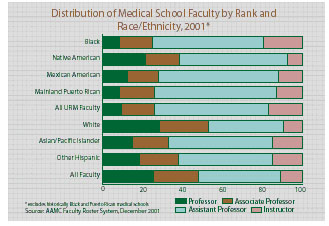 Distribution of Medical School Faculty by Rank and
Race/Ethnicity, 2001*
Black
Native American
Mexican American
Mainland Puerto Rican
All URM Faculty
White
Asian/Pacific Islander
Other Hispanic
All Faculty
0 20 40 60 80 100
* excludes historically Black and Puerto Rican medical schools
Source: AAMC Faculty Roster System, December 2001
Professor Associate Professor
Assistant Professor Instructor